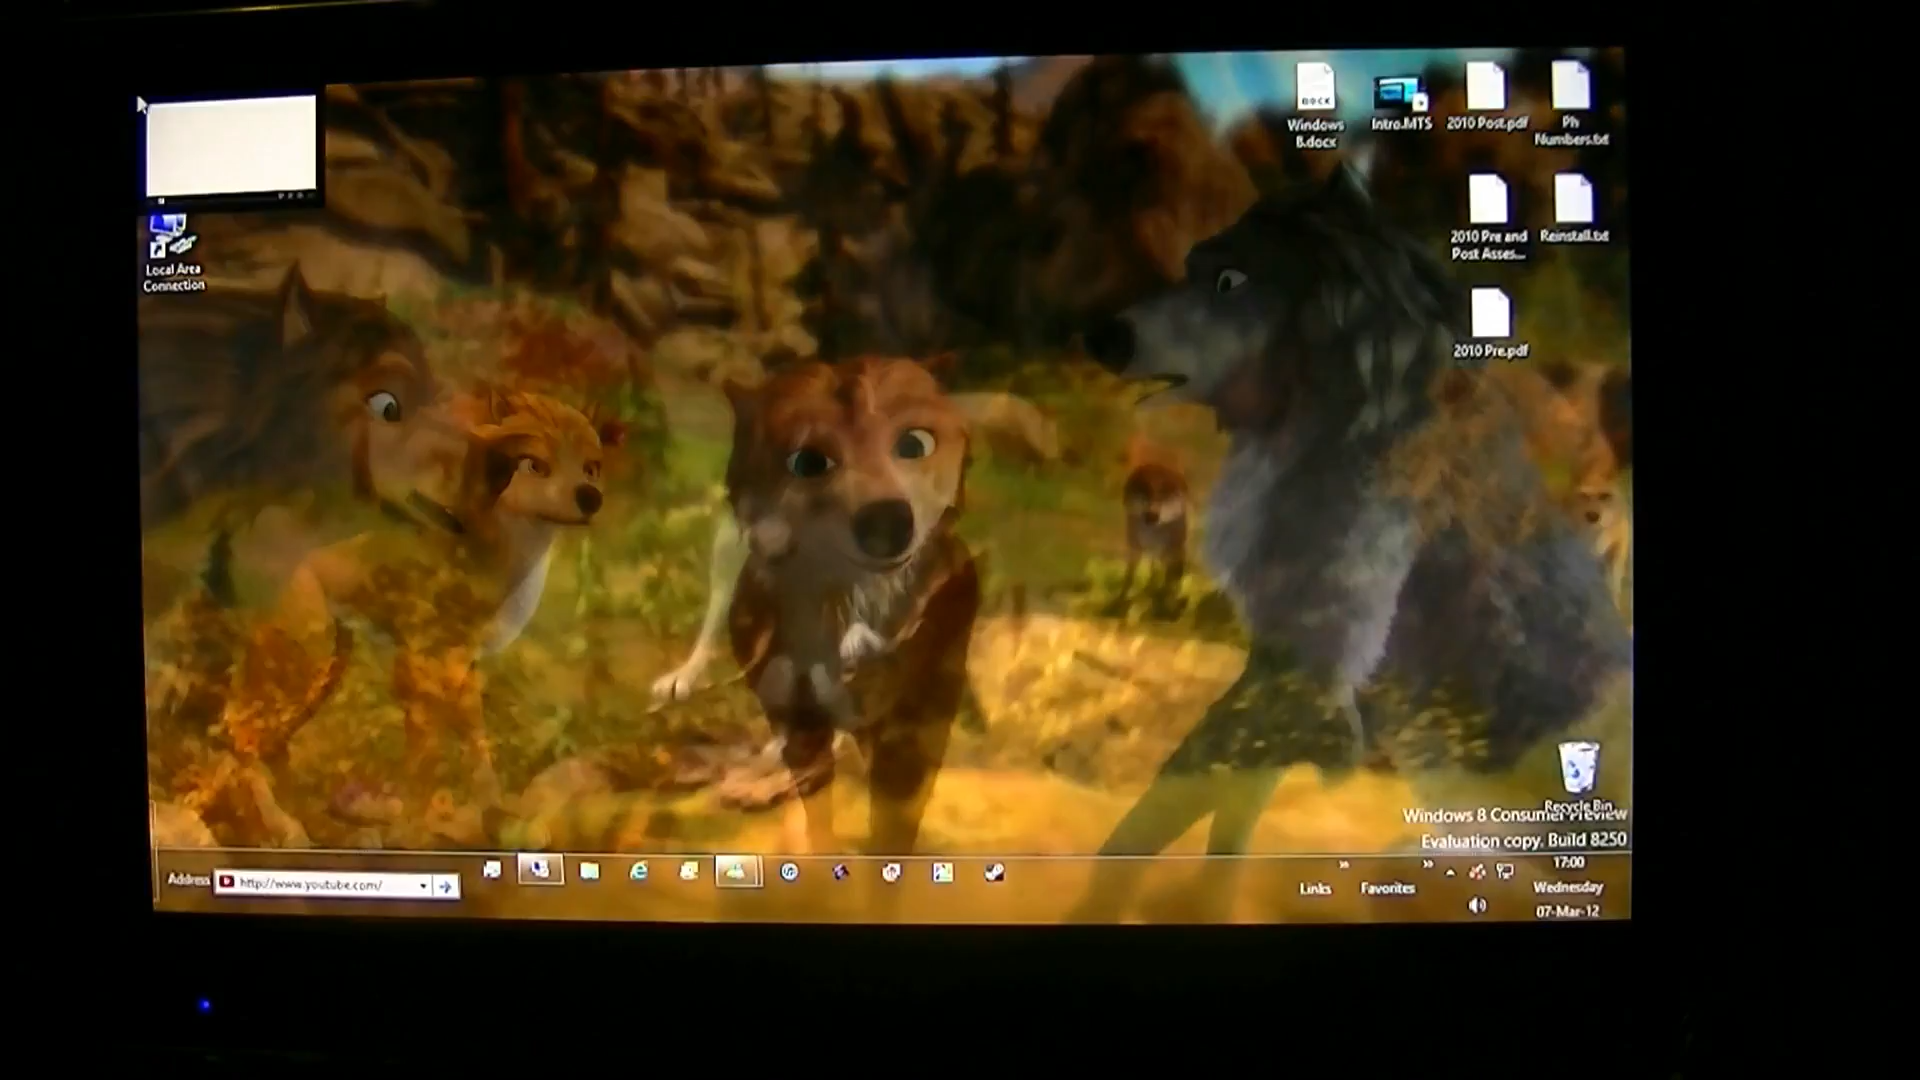 Windows
8.docx
DOCX
Intro.MTS
2010 Post.pdf
Ph
Numbers.txt
2010 Pre and
Post Asses...
Reinstall.txt
2010 Pre.pdf
Local Area
Connection
Recycle Bin
Windows 8 Consumer Preview
Evaluation copy. Build 8250
Address
http://www.youtube.com/
Links
Favorites
17:00
Wednesday
07-Mar-12